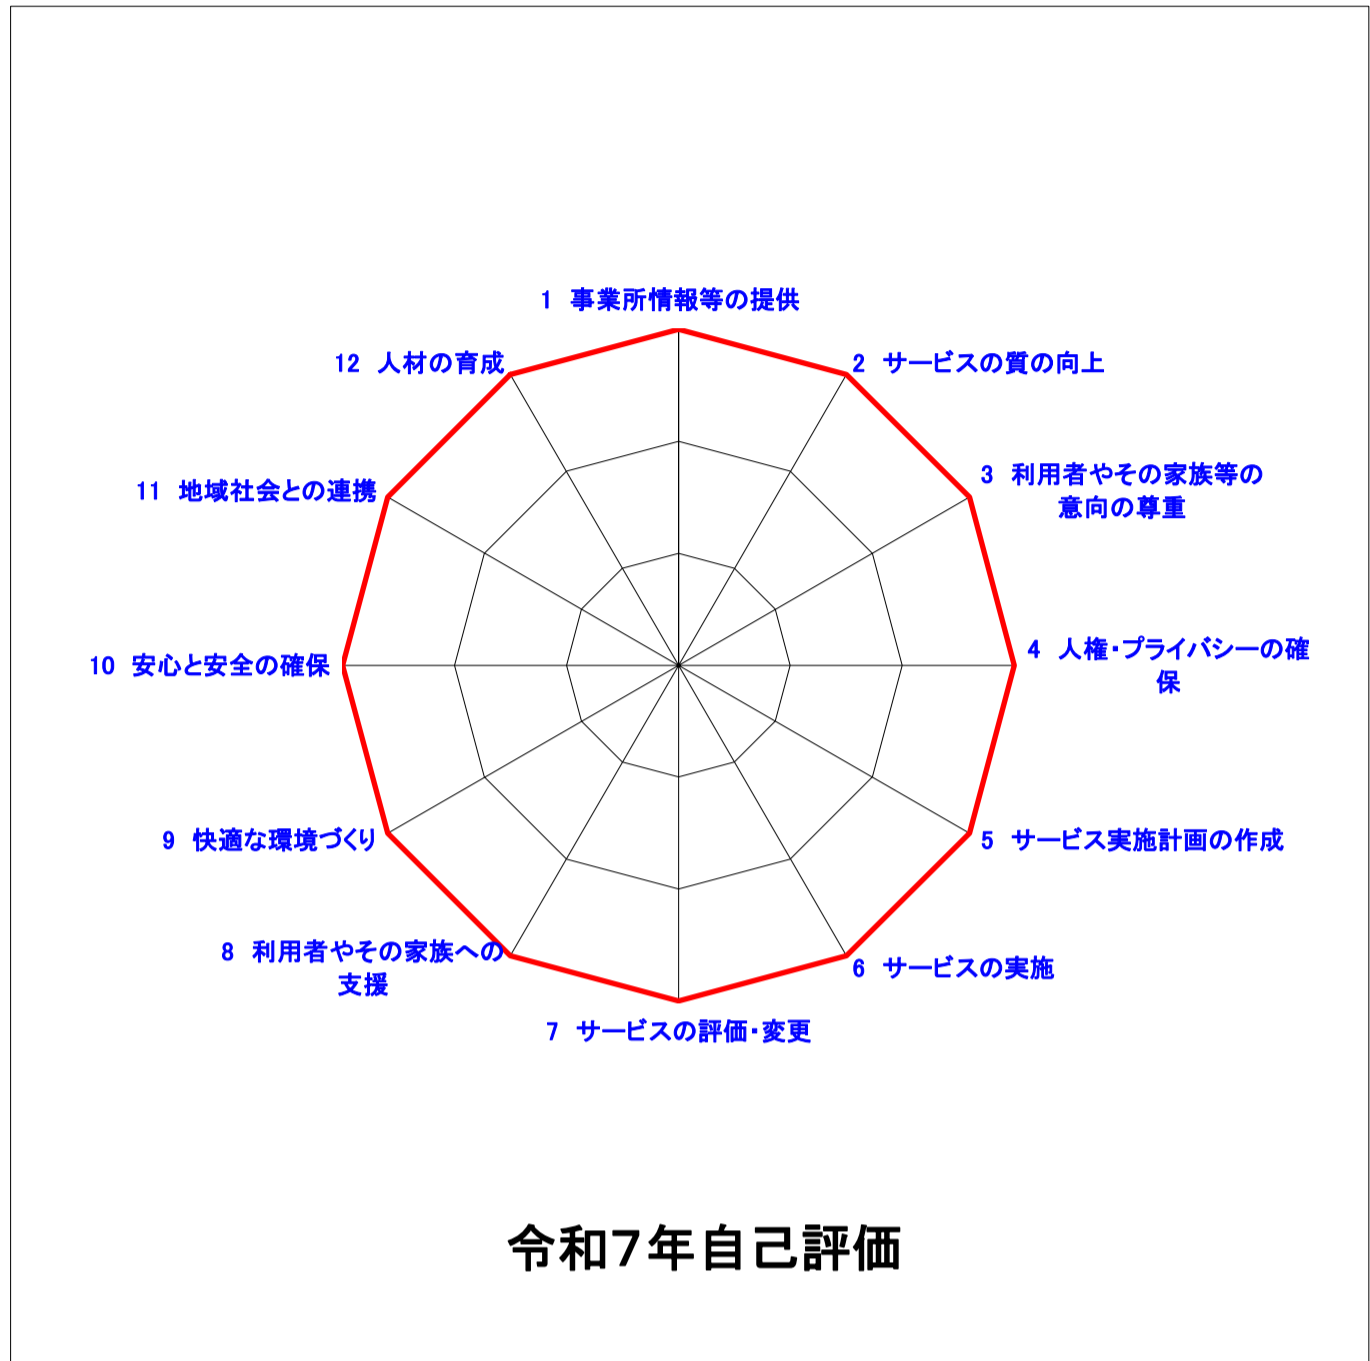 1 事業所情報等の提供
2 サービスの質の向上
3 利用者やその家族等の
意向の尊重
4 人権・プライバシーの確
保
5 サービス実施計画の作成
6 サービスの実施
7 サービスの評価・変更
8 利用者やその家族への
支援
9 快適な環境づくり
10 安心と安全の確保
11 地域社会との連携
12 人材の育成
令和7年自己評価